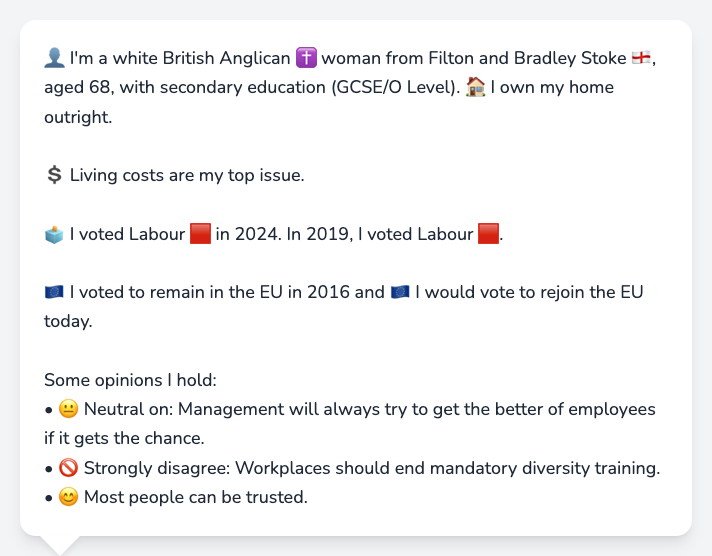 👤 I'm a white British Anglican ✝️ woman from Filton and Bradley Stoke 🏴󠁧󠁢󠁥󠁮󠁧󠁿,
aged 68, with secondary education (GCSE/O Level). 🏠 I own my home
outright.
💲 Living costs are my top issue.
🗳️ I voted Labour 🟥 in 2024. In 2019, I voted Labour 🟥.
🇪🇺 I voted to remain in the EU in 2016 and 🇪🇺 I would vote to rejoin the EU
today.
Some opinions I hold:
• 😐 Neutral on: Management will always try to get the better of employees
if it gets the chance.
• 🚫 Strongly disagree: Workplaces should end mandatory diversity training.
• 😊 Most people can be trusted.